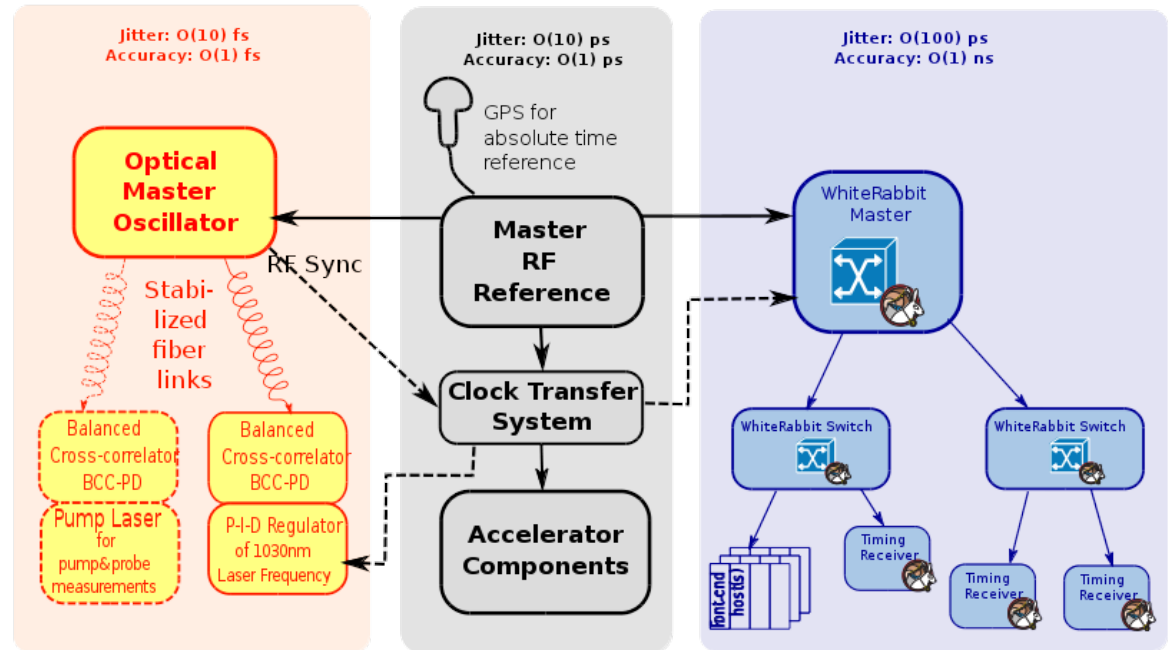 Jitter: O(10) fs
Accuracy: O(1) fs
Optical
Master
Oscillator
RF Sync
Stabi-
lized
fiber
links
Balanced
Cross-correlator
BCC-PD
Pump Laser
for
pump&probe
measurements
Balanced
Cross-correlator
BCC-PD
P-I-D Regulator
of 1030nm
Laser Frequency
Jitter: O(10) ps
Accuracy: O(1) ps
GPS for
absolute time
reference
Master
RF
Reference
Clock Transfer
System
Accelerator
Components
Jitter: O(100) ps
Accuracy: O(1) ns
WhiteRabbit
Master
WhiteRabbit Switch
WhiteRabbit Switch
font-end
host(s)
Timing
Receiver
Timing
Receiver
Timing
Receiver